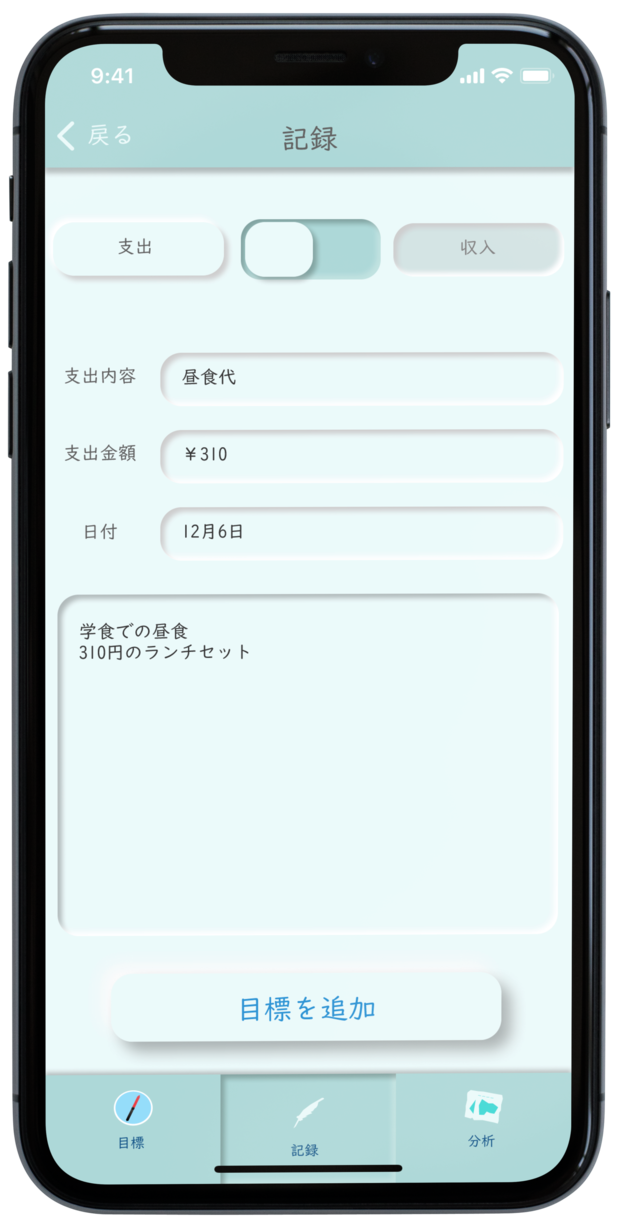 9:41
戻る
記録
支出
収入
支出内容
昼食代
支出金額
¥310
日付
12月6日
学食での昼食
310円のランチセット
目標を追加
目標
記録
分析